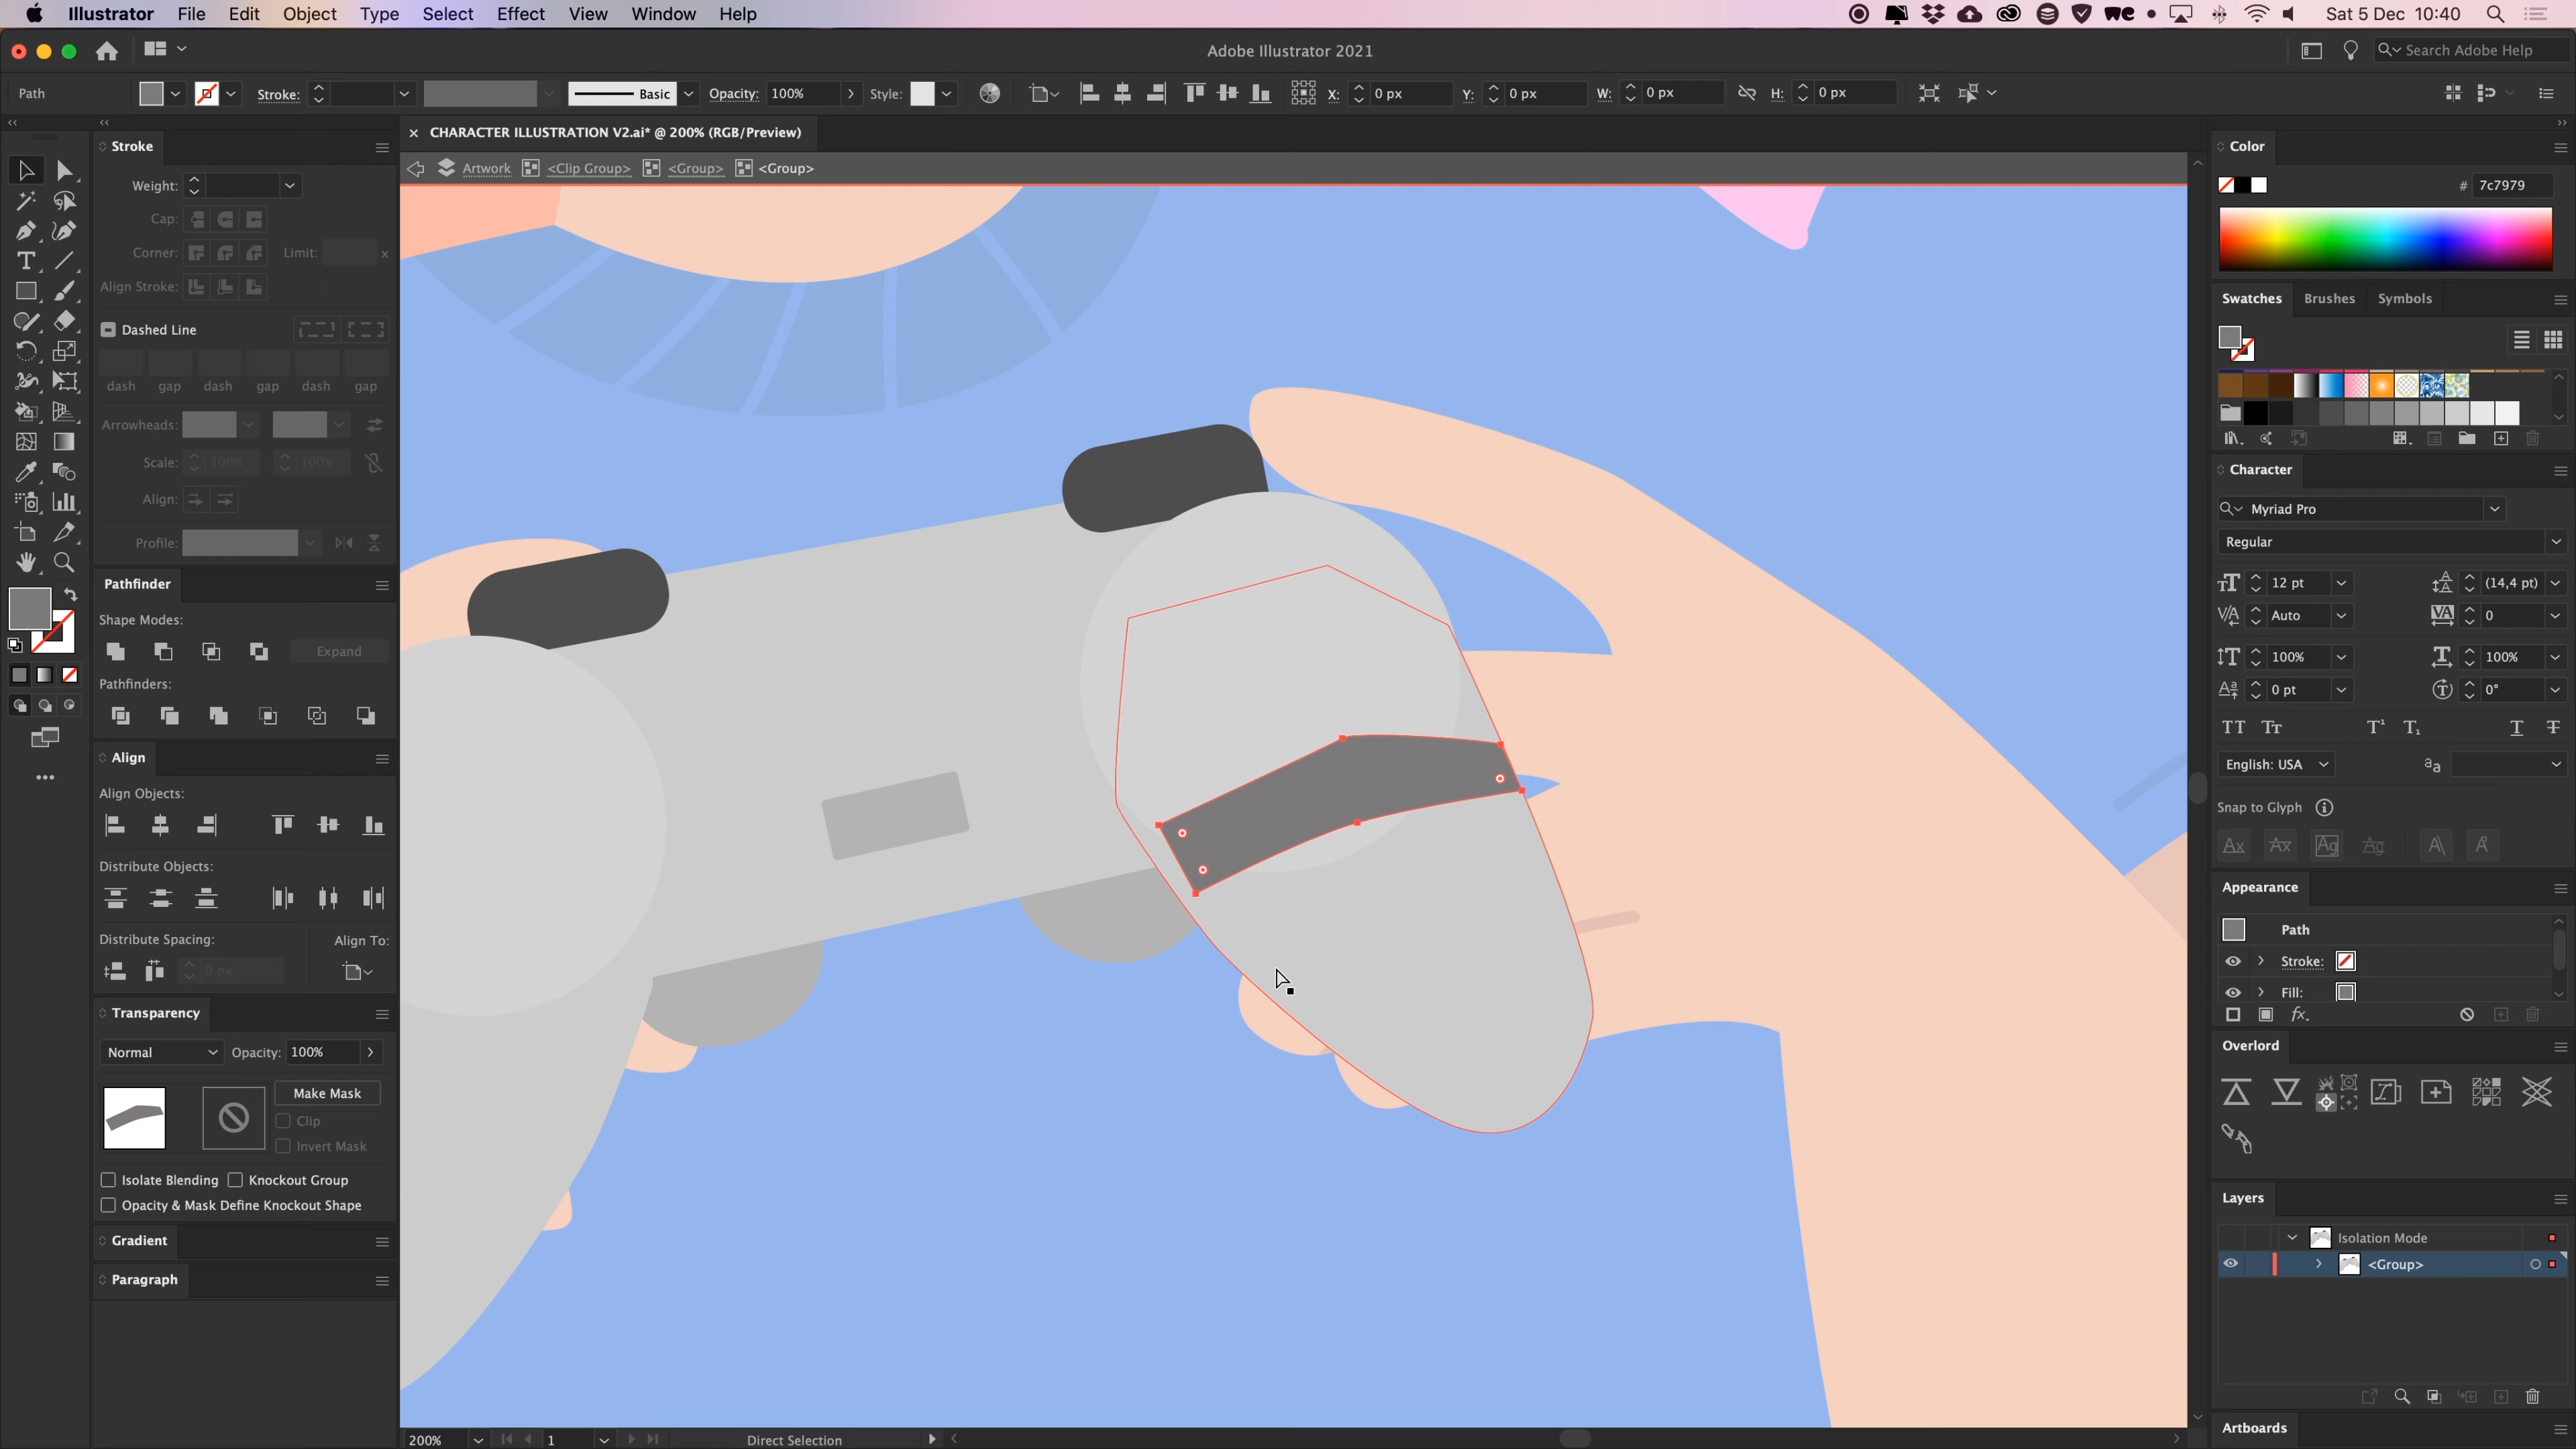 Illustrator File Edit Object Type Select Effect View Window Help
Sat 5 Dec 10:40
Adobe Illustrator 2021
Search Adobe Help
Path Stroke: Basic Opacity: 100% Style: X: 0 px Y: 0 px W: 0 px H: 0 px
× CHARACTER ILLUSTRATION V2.ai* @ 200% (RGB/Preview)
Artwork <Clip Group> <Group> <Group>
Stroke
Weight:
Cap:
Corner: Limit: x
Align Stroke:
Dashed Line
dash gap dash gap dash gap
Arrowheads:
Scale: 100% 100%
Align:
Profile:
Pathfinder
Shape Modes:
Expand
Pathfinders:
Align
Align Objects:
Distribute Objects:
Distribute Spacing: Align To:
0 px
Transparency
Normal Opacity: 100%
Make Mask
Clip
Invert Mask
Isolate Blending Knockout Group
Opacity & Mask Define Knockout Shape
Gradient
Paragraph
200% 1 Direct Selection
Color
# 7c7979
Swatches Brushes Symbols
Character
Myriad Pro
Regular
12 pt (14,4 pt)
Auto 0
100% 100%
0 pt 0°
English: USA
Snap to Glyph
Appearance
Path
Stroke:
Fill:
Overlord
Layers
Isolation Mode
<Group>
Artboards